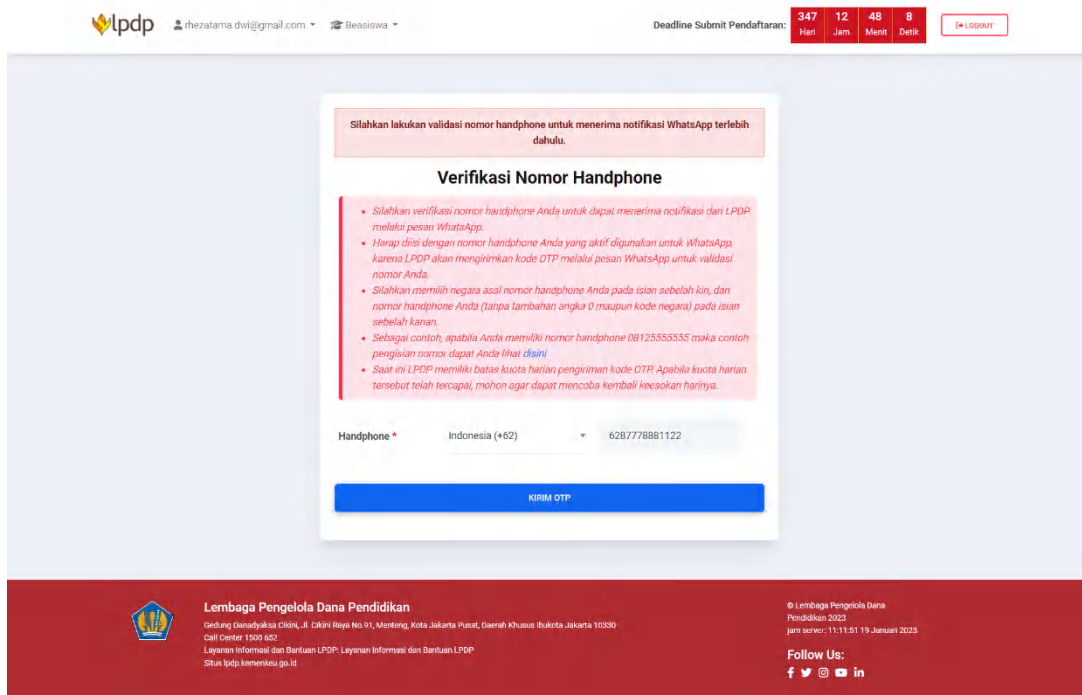 lpdp
rhezatama.dwi@gmail.com
Beasiswa
Deadline Submit Pendaftaran:
347 12 48 8
Hari Jam Menit Detik
LOGOUT
Silahkan lakukan validasi nomor handphone untuk menerima notifikasi WhatsApp terlebih
dahulu.
Verifikasi Nomor Handphone
• Silahkan verifikasi nomor handphone Anda untuk dapat menerima notifikasi dari LPDP
melalui pesan WhatsApp.
• Harap diisi dengan nomor handphone Anda yang aktif digunakan untuk WhatsApp,
karena LPDP akan mengirimkan kode OTP melalui pesan WhatsApp untuk validasi
nomor Anda.
• Silahkan memilih negara asal nomor handphone Anda pada isian sebelah kiri, dan
nomor handphone Anda (tanpa tambahan angka 0 maupun kode negara) pada isian
sebelah kanan.
• Sebagai contoh, apabila Anda memiliki nomor handphone 08125555555 maka contoh
pengisian nomor dapat Anda lihat disini
• Saat ini LPDP memiliki batas kuota harian pengiriman kode OTP. Apabila kuota harian
tersebut telah tercapai, mohon agar dapat mencoba kembali keesokan harinya.
Handphone * Indonesia (+62) 6287778881122
KIRIM OTP
Lembaga Pengelola Dana Pendidikan
Gedung Danadyaksa Cikini, Jl. Cikini Raya No.91, Menteng, Kota Jakarta Pusat, Daerah Khusus Ibukota Jakarta 10330
Call Center 1500 652
Layanan Informasi dan Bantuan LPDP: Layanan Informasi dan Bantuan LPDP
Situs lpdp.kemenkeu.go.id
© Lembaga Pengelola Dana
Pendidikan 2023
jam server: 11:11:51 19 Januari 2023
Follow Us: